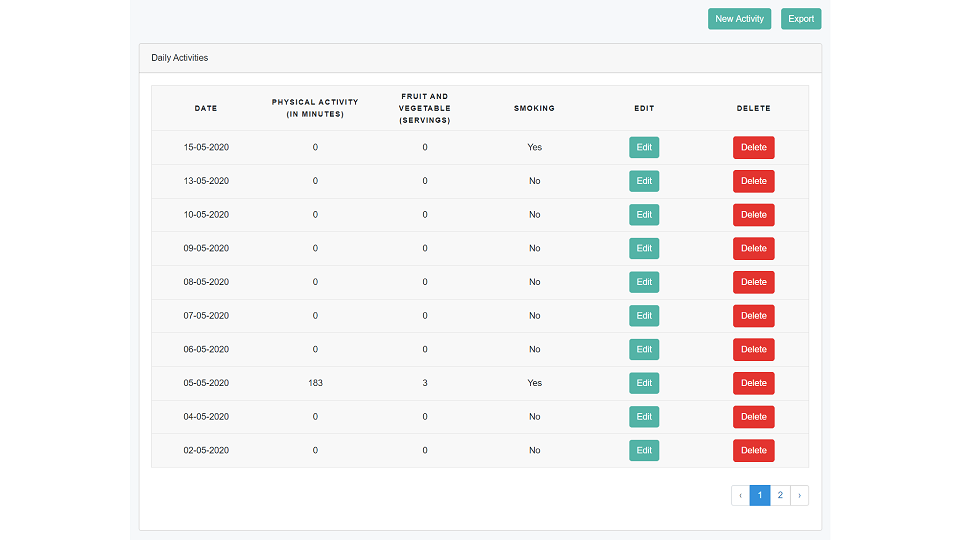 New Activity Export
Daily Activities
DATE PHYSICAL ACTIVITY (IN MINUTES) FRUIT AND VEGETABLE (SERVINGS) SMOKING EDIT DELETE
15-05-2020 0 0 Yes Edit Delete
13-05-2020 0 0 No Edit Delete
10-05-2020 0 0 No Edit Delete
09-05-2020 0 0 No Edit Delete
08-05-2020 0 0 No Edit Delete
07-05-2020 0 0 No Edit Delete
06-05-2020 0 0 No Edit Delete
05-05-2020 183 3 Yes Edit Delete
04-05-2020 0 0 No Edit Delete
02-05-2020 0 0 No Edit Delete
‹ 1 2 ›